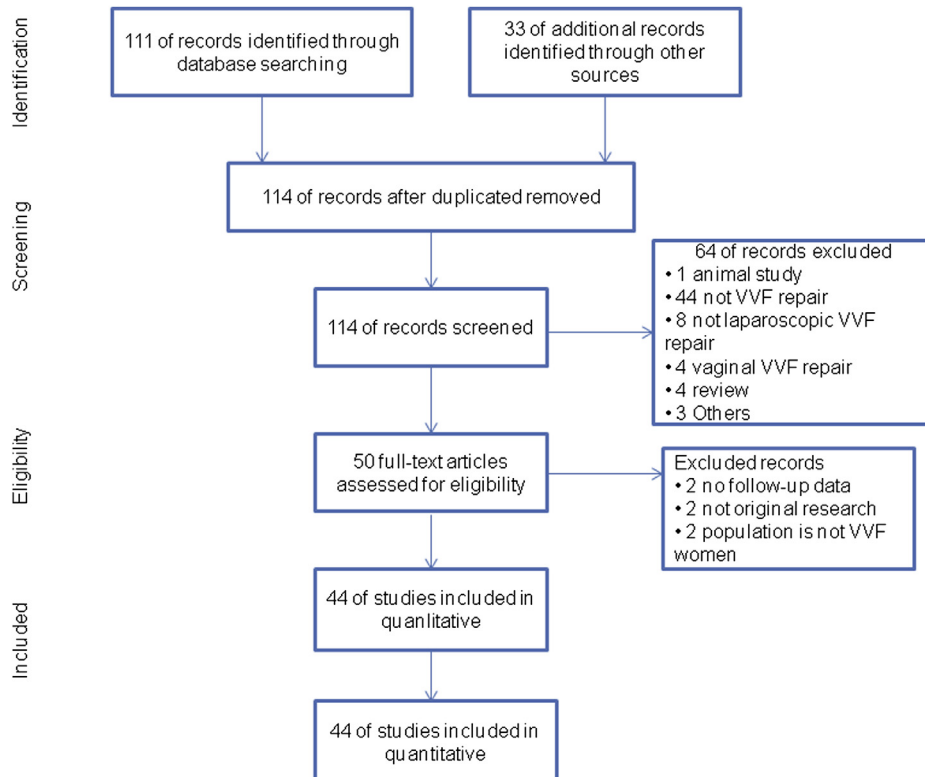 Identification
111 of records identified through
database searching
33 of additional records
identified through other
sources
Screening
114 of records after duplicated removed
114 of records screened
64 of records excluded
• 1 animal study
• 44 not VVF repair
• 8 not laparoscopic VVF
repair
• 4 vaginal VVF repair
• 4 review
• 3 Others
Eligibility
50 full-text articles
assessed for eligibility
Excluded records
• 2 no follow-up data
• 2 not original research
• 2 population is not VVF
women
Included
44 of studies included in
quanlitative
44 of studies included in
quantitative